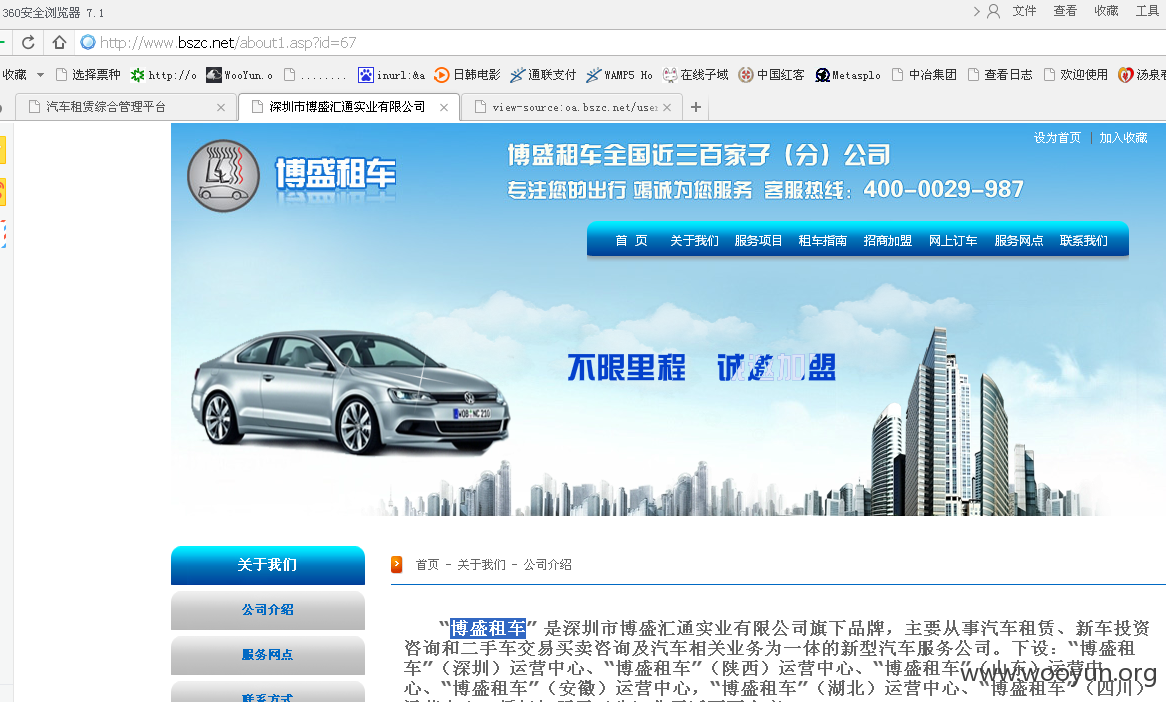 360安全浏览器 7.1
文件 查看 收藏 工具
http://www.bszc.net/about1.asp?id=67
收藏 选择票种 http://o WooYun.o ........ inurl:&a 日韩电影 通联支付 WAMP5 Ho 在线子域 中国红客 Metasplo 中冶集团 查看日志 欢迎使用 汤泉
汽车租赁综合管理平台 深圳市博盛汇通实业有限公司 view-source:oa.bszc.net/use
设为首页 | 加入收藏
博盛租车
博盛租车全国近三百家子（分）公司
专注您的出行 竭诚为您服务 客服热线：400-0029-987
首 页 关于我们 服务项目 租车指南 招商加盟 网上订车 服务网点 联系我们
不限里程 诚邀加盟
关于我们
公司介绍
服务网点
联系方式
首页 - 关于我们 - 公司介绍
“博盛租车” 是深圳市博盛汇通实业有限公司旗下品牌，主要从事汽车租赁、新车投资
咨询和二手车交易买卖咨询及汽车相关业务为一体的新型汽车服务公司。下设：“博盛租
车”（深圳）运营中心、“博盛租车”（陕西）运营中心、“博盛租车”（山东）运营中
心、“博盛租车”（安徽）运营中心，“博盛租车”（湖北）运营中心、“博盛租车”（四川）
www.wooyun.org